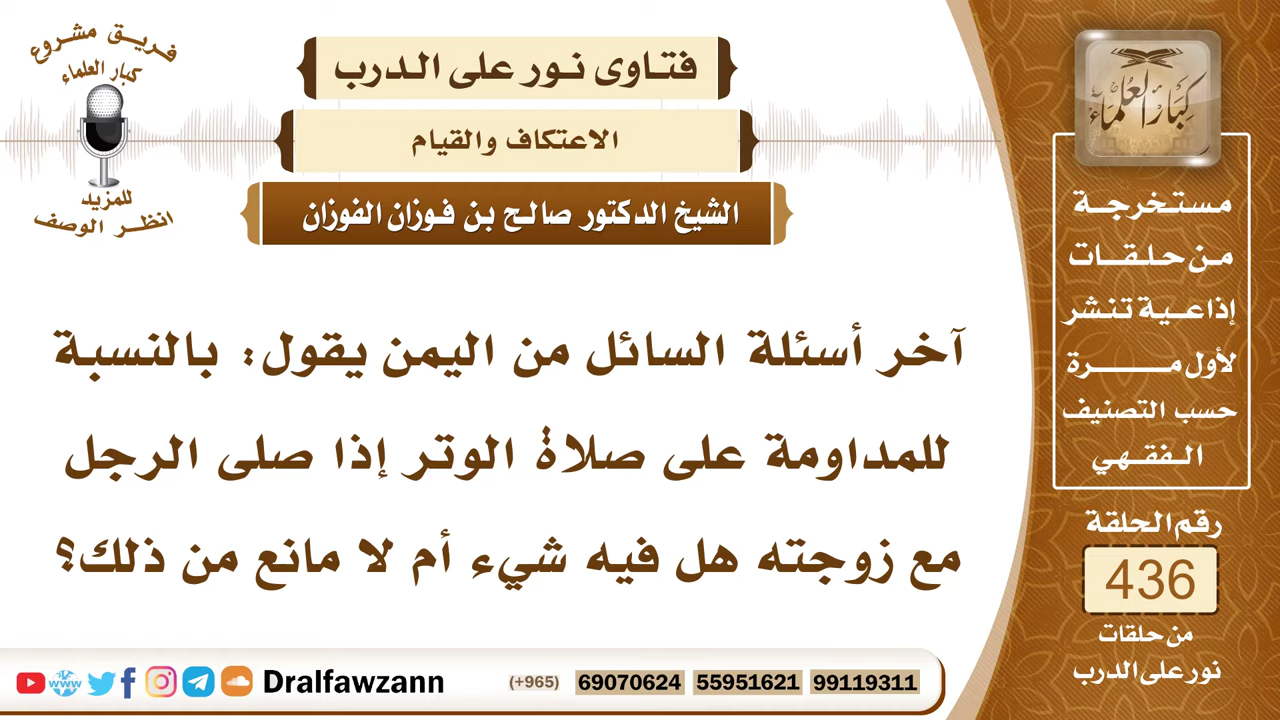 فريق مشروع
كبار العلماء
للمزيد
انظر الوصف
فتاوى نور على الدرب
الاعتكاف والقيام
الشيخ الدكتور صالح بن فوزان الفوزان
آخر أسئلة السائل من اليمن يقول: بالنسبة
للمداومة على صلاة الوتر إذا صلى الرجل
مع زوجته هل فيه شيء أم لا مانع من ذلك؟
كبار العلماء
مستخرجة
من حلقات
إذاعية تنشر
لأول مرة
حسب التصنيف
الفقهي
رقم الحلقة
436
من حلقات
نور على الدرب
www Dralfawzann (+965) 69070624 55951621 99119311